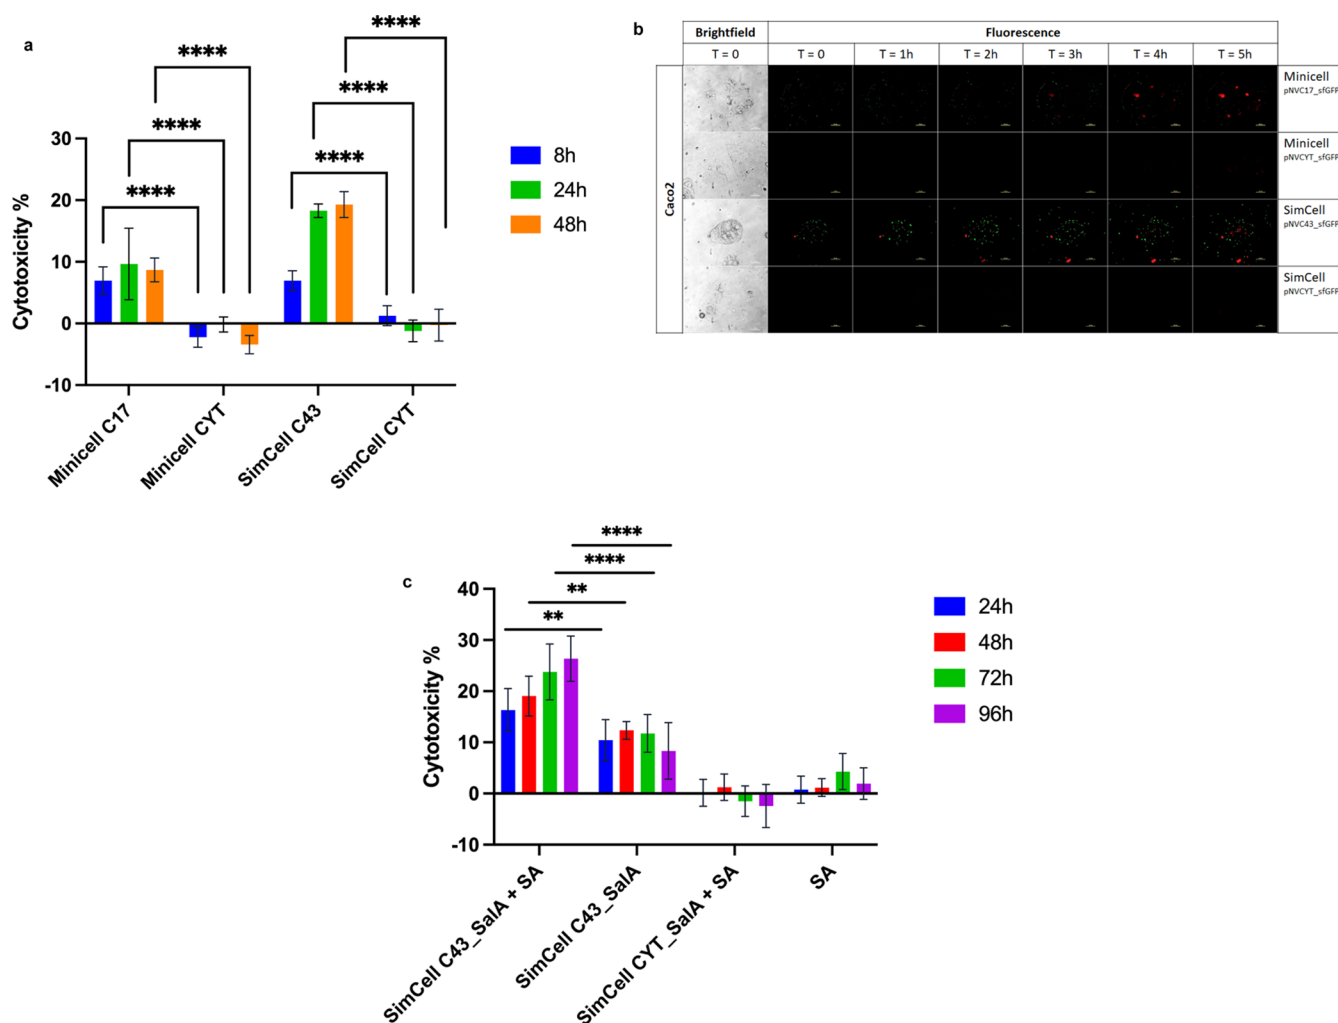 a
****
****
****
****
****
****
Cytotoxicity %
30
20
10
0
-10
8h
24h
48h
Minicell C17
Minicell CYT
SimCell C43
SimCell CYT
b
Brightfield Fluorescence
T = 0 T = 0 T = 1h T = 2h T = 3h T = 4h T = 5h
Caco2
Minicell
pNVC17_sfGFP
Minicell
pNVCYT_sfGFP
SimCell
pNVC43_sfGFP
SimCell
pNVCYT_sfGFP
c
****
****
**
**
Cytotoxicity %
40
30
20
10
0
-10
24h
48h
72h
96h
SimCell C43_SalA + SA
SimCell C43_SalA
SimCell CYT_SalA + SA
SA